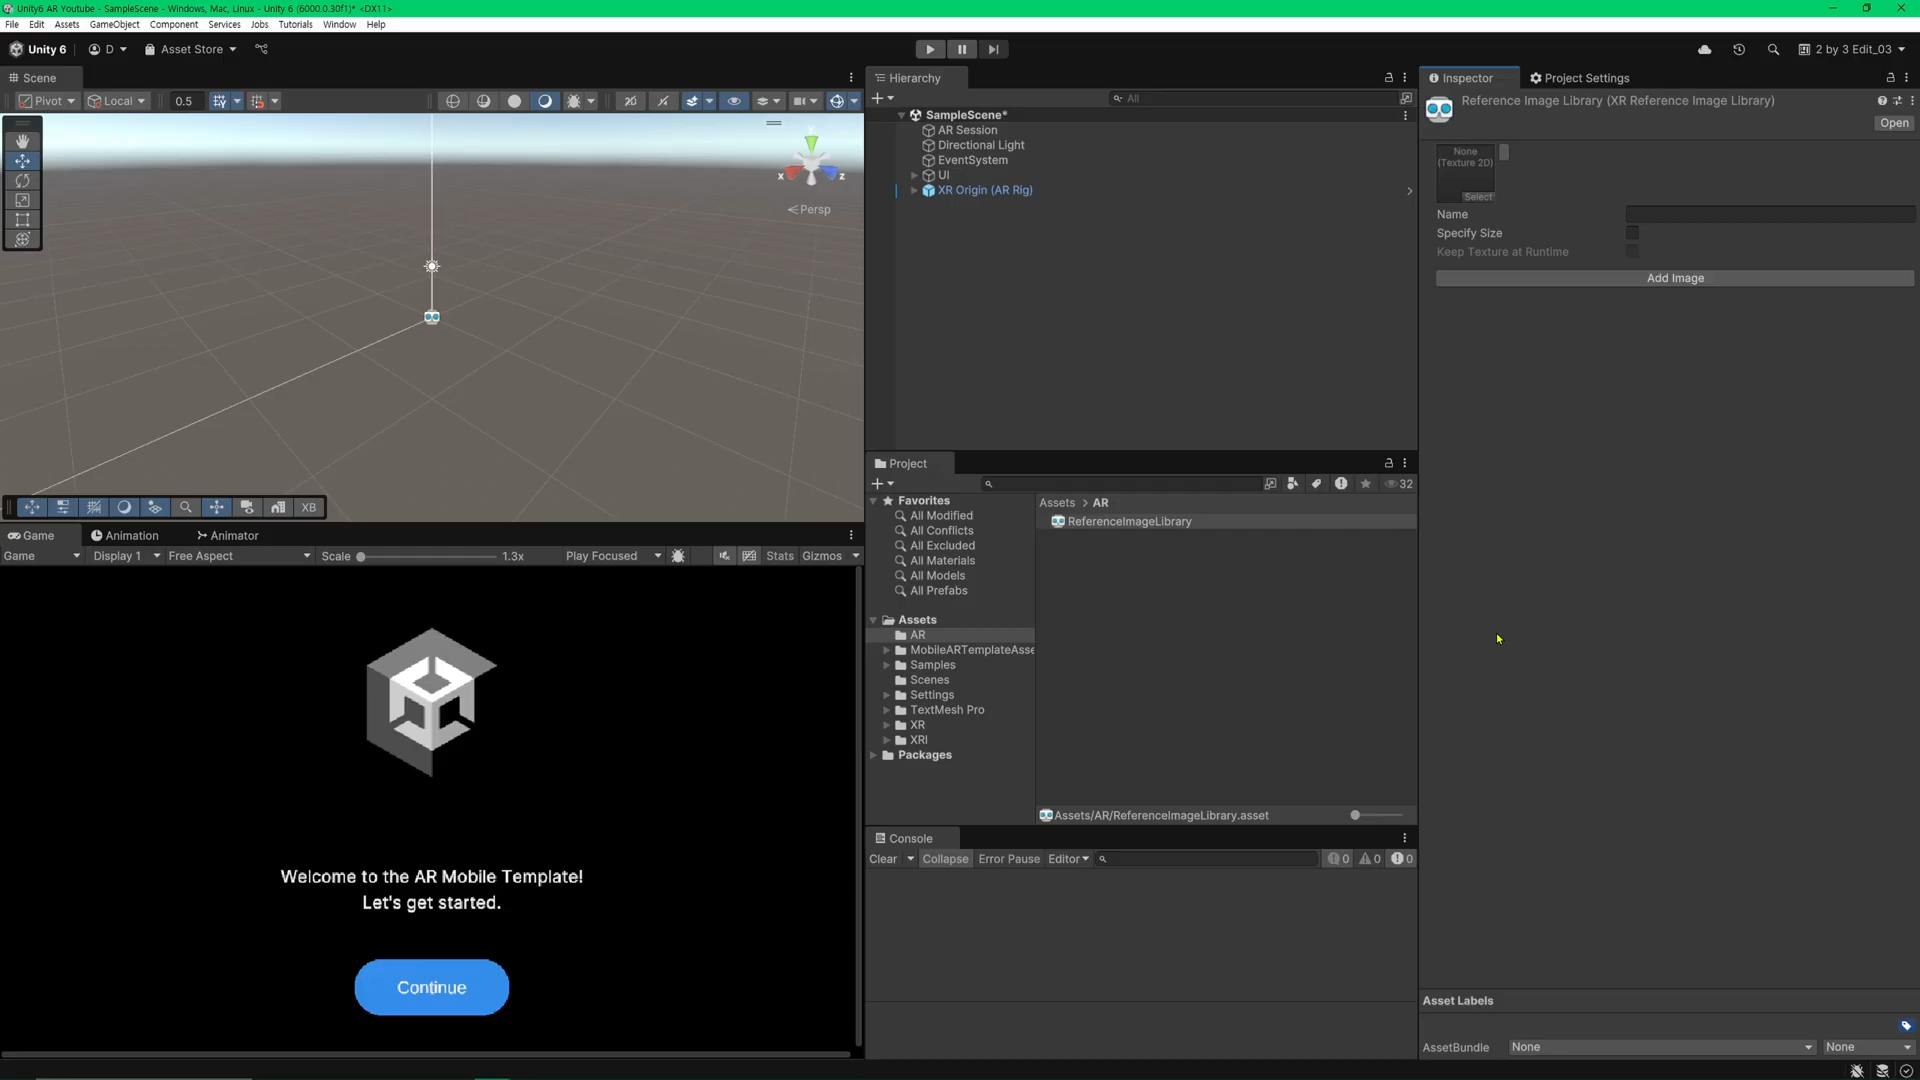 Unity6 AR Youtube - SampleScene - Windows, Mac, Linux - Unity 6 (6000.0.30f1)* <DX11>
File Edit Assets GameObject Component Services Jobs Tutorials Window Help
Unity 6 D Asset Store 2 by 3 Edit_03
Scene
Pivot Local 0.5
y
x z
Persp
XB
Game Animation Animator
Game Display 1 Free Aspect Scale 1.3x Play Focused Stats Gizmos
Welcome to the AR Mobile Template!
Let's get started.
Continue
Hierarchy
All
SampleScene*
AR Session
Directional Light
EventSystem
UI
XR Origin (AR Rig)
Project
32
Favorites
All Modified
All Conflicts
All Excluded
All Materials
All Models
All Prefabs
Assets
AR
MobileARTemplateAsse
Samples
Scenes
Settings
TextMesh Pro
XR
XRI
Packages
Assets > AR
ReferenceImageLibrary
Assets/AR/ReferenceImageLibrary.asset
Console
Clear Collapse Error Pause Editor 0 0 0
Inspector Project Settings
Reference Image Library (XR Reference Image Library)
Open
None
(Texture 2D)
Select
Name
Specify Size
Keep Texture at Runtime
Add Image
Asset Labels
AssetBundle None None